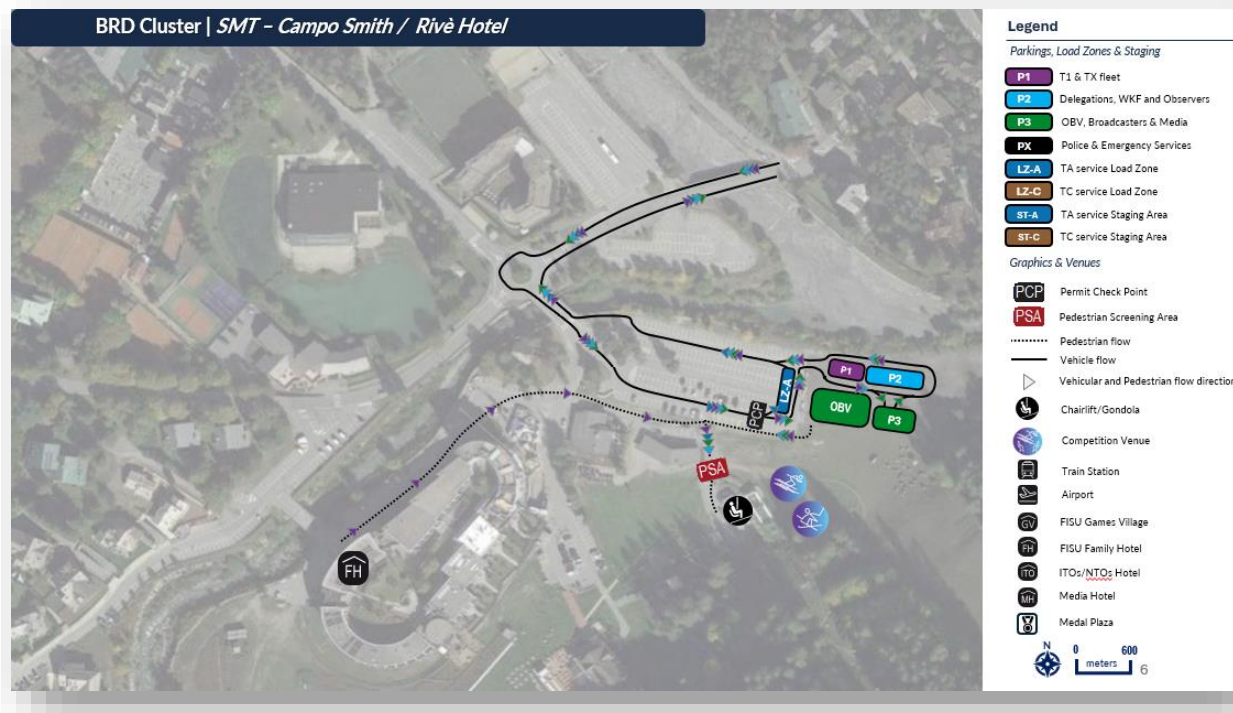 BRD Cluster | SMT – Campo Smith / Rivè Hotel
P1
P2
LZ-A
OBV
P3
PCP
PSA
FH
Legend
Parkings, Load Zones & Staging
P1 T1 & TX fleet
P2 Delegations, WKF and Observers
P3 OBV, Broadcasters & Media
PX Police & Emergency Services
LZ-A TA service Load Zone
LZ-C TC service Load Zone
ST-A TA service Staging Area
ST-C TC service Staging Area
Graphics & Venues
PCP Permit Check Point
PSA Pedestrian Screening Area
Pedestrian flow
Vehicle flow
Vehicular and Pedestrian flow direction
Chairlift/Gondola
Competition Venue
Train Station
Airport
GV FISU Games Village
FH FISU Family Hotel
ITO ITOs/NTOs Hotel
MH Media Hotel
Medal Plaza
N 0 600
meters 6